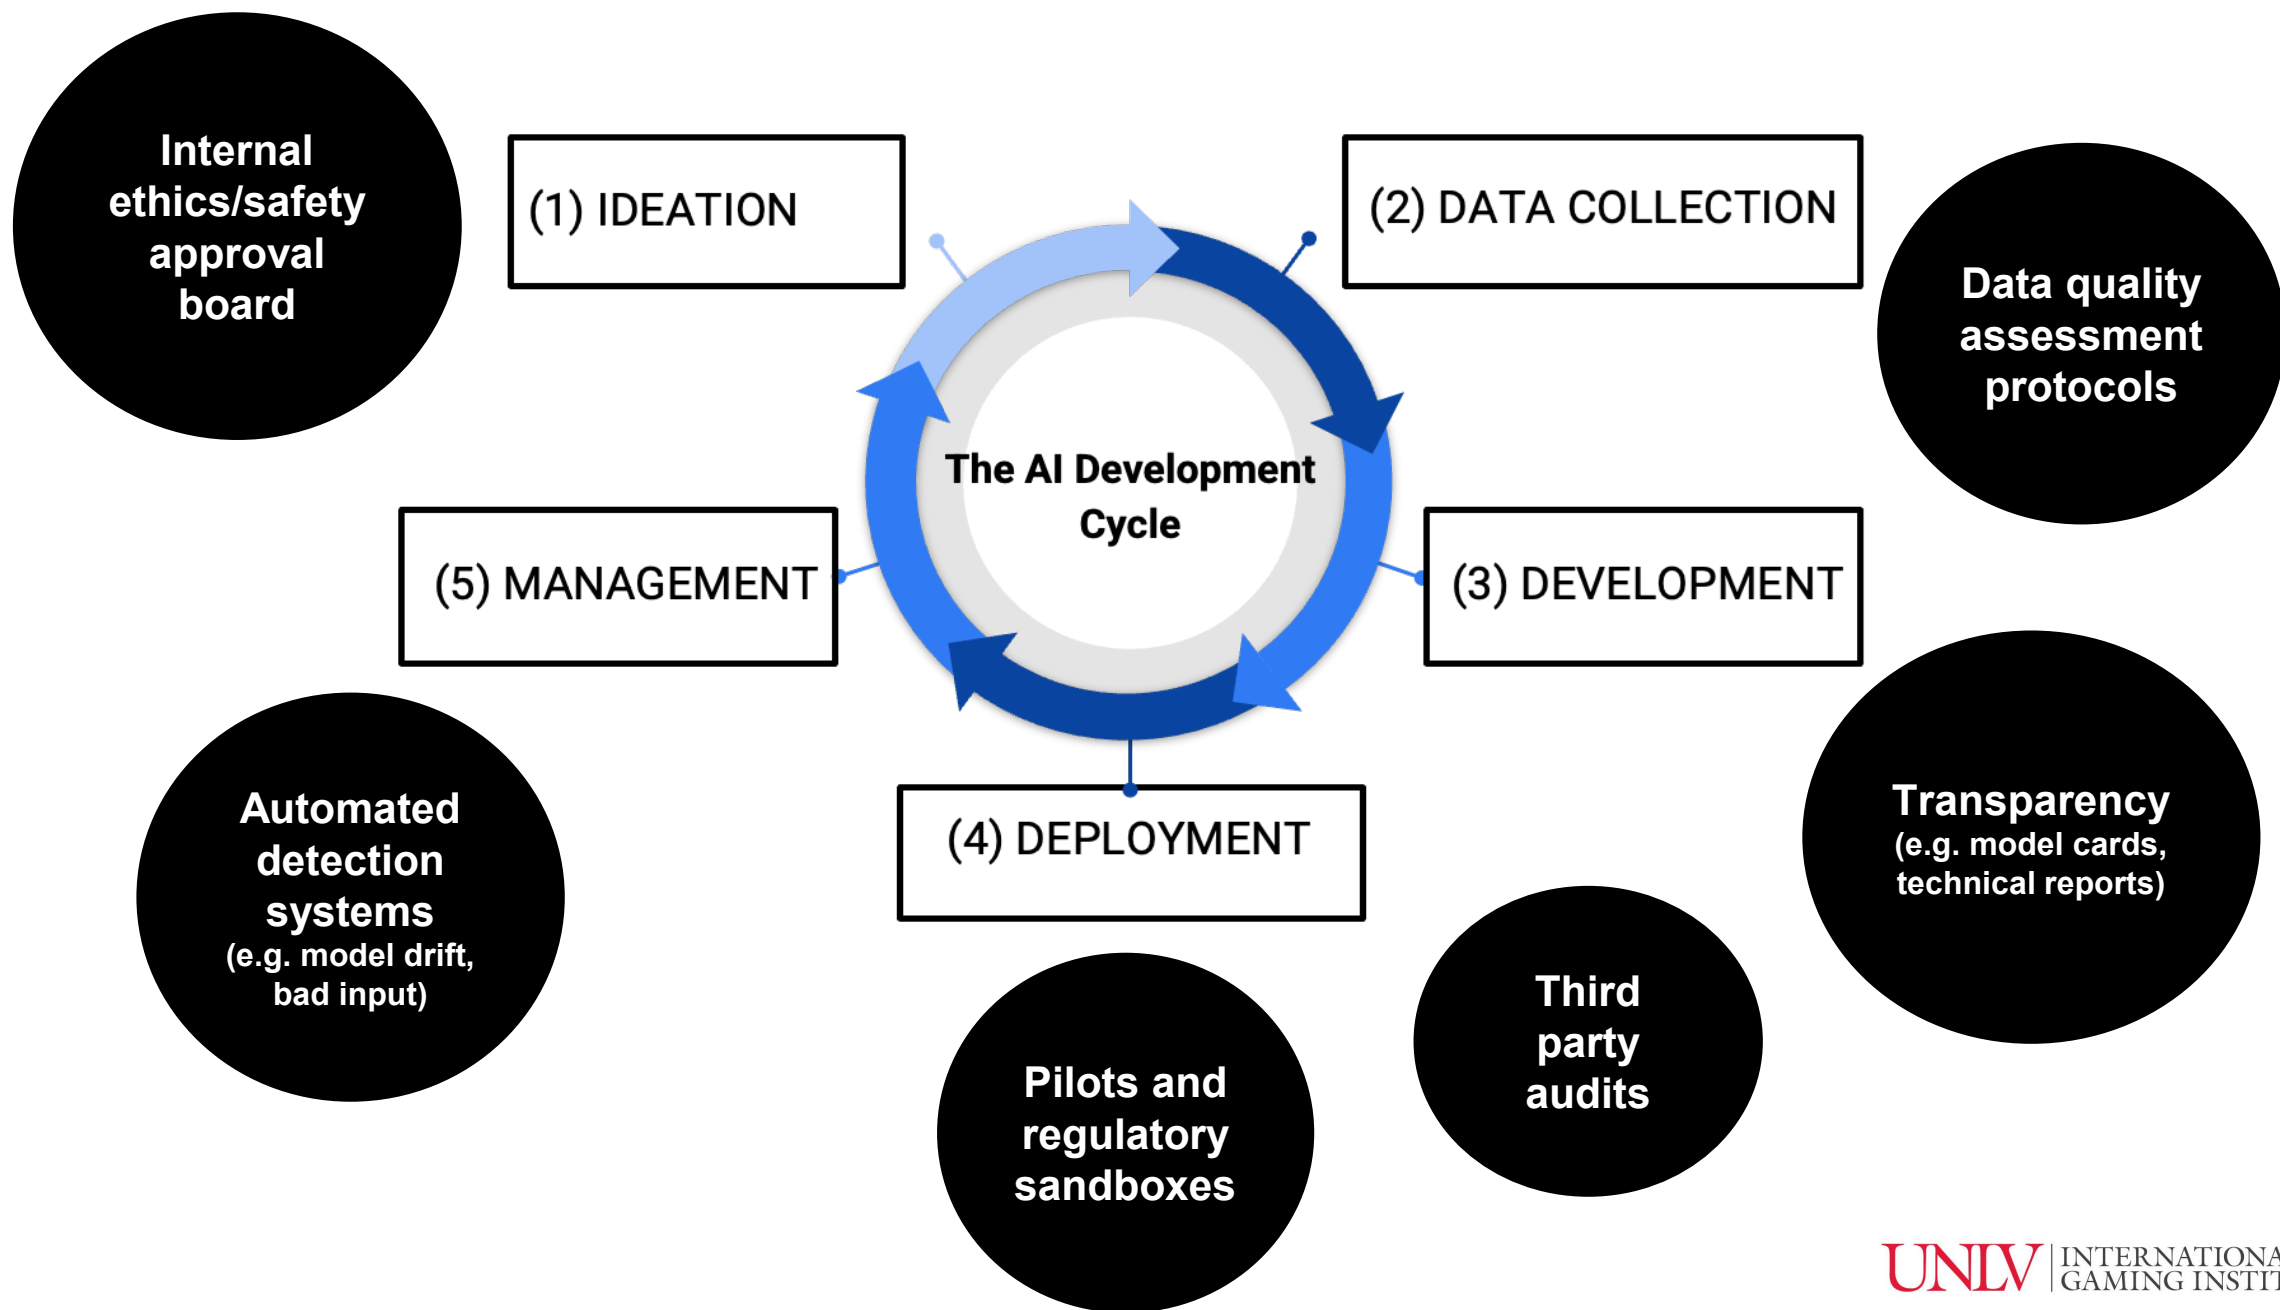 Internal
ethics/safety
approval
board
(1) IDEATION
(2) DATA COLLECTION
Data quality
assessment
protocols
The AI Development
Cycle
(5) MANAGEMENT
(3) DEVELOPMENT
Automated
detection
systems
(e.g. model drift,
bad input)
(4) DEPLOYMENT
Transparency
(e.g. model cards,
technical reports)
Third
party
audits
Pilots and
regulatory
sandboxes
UNLV
GAMING